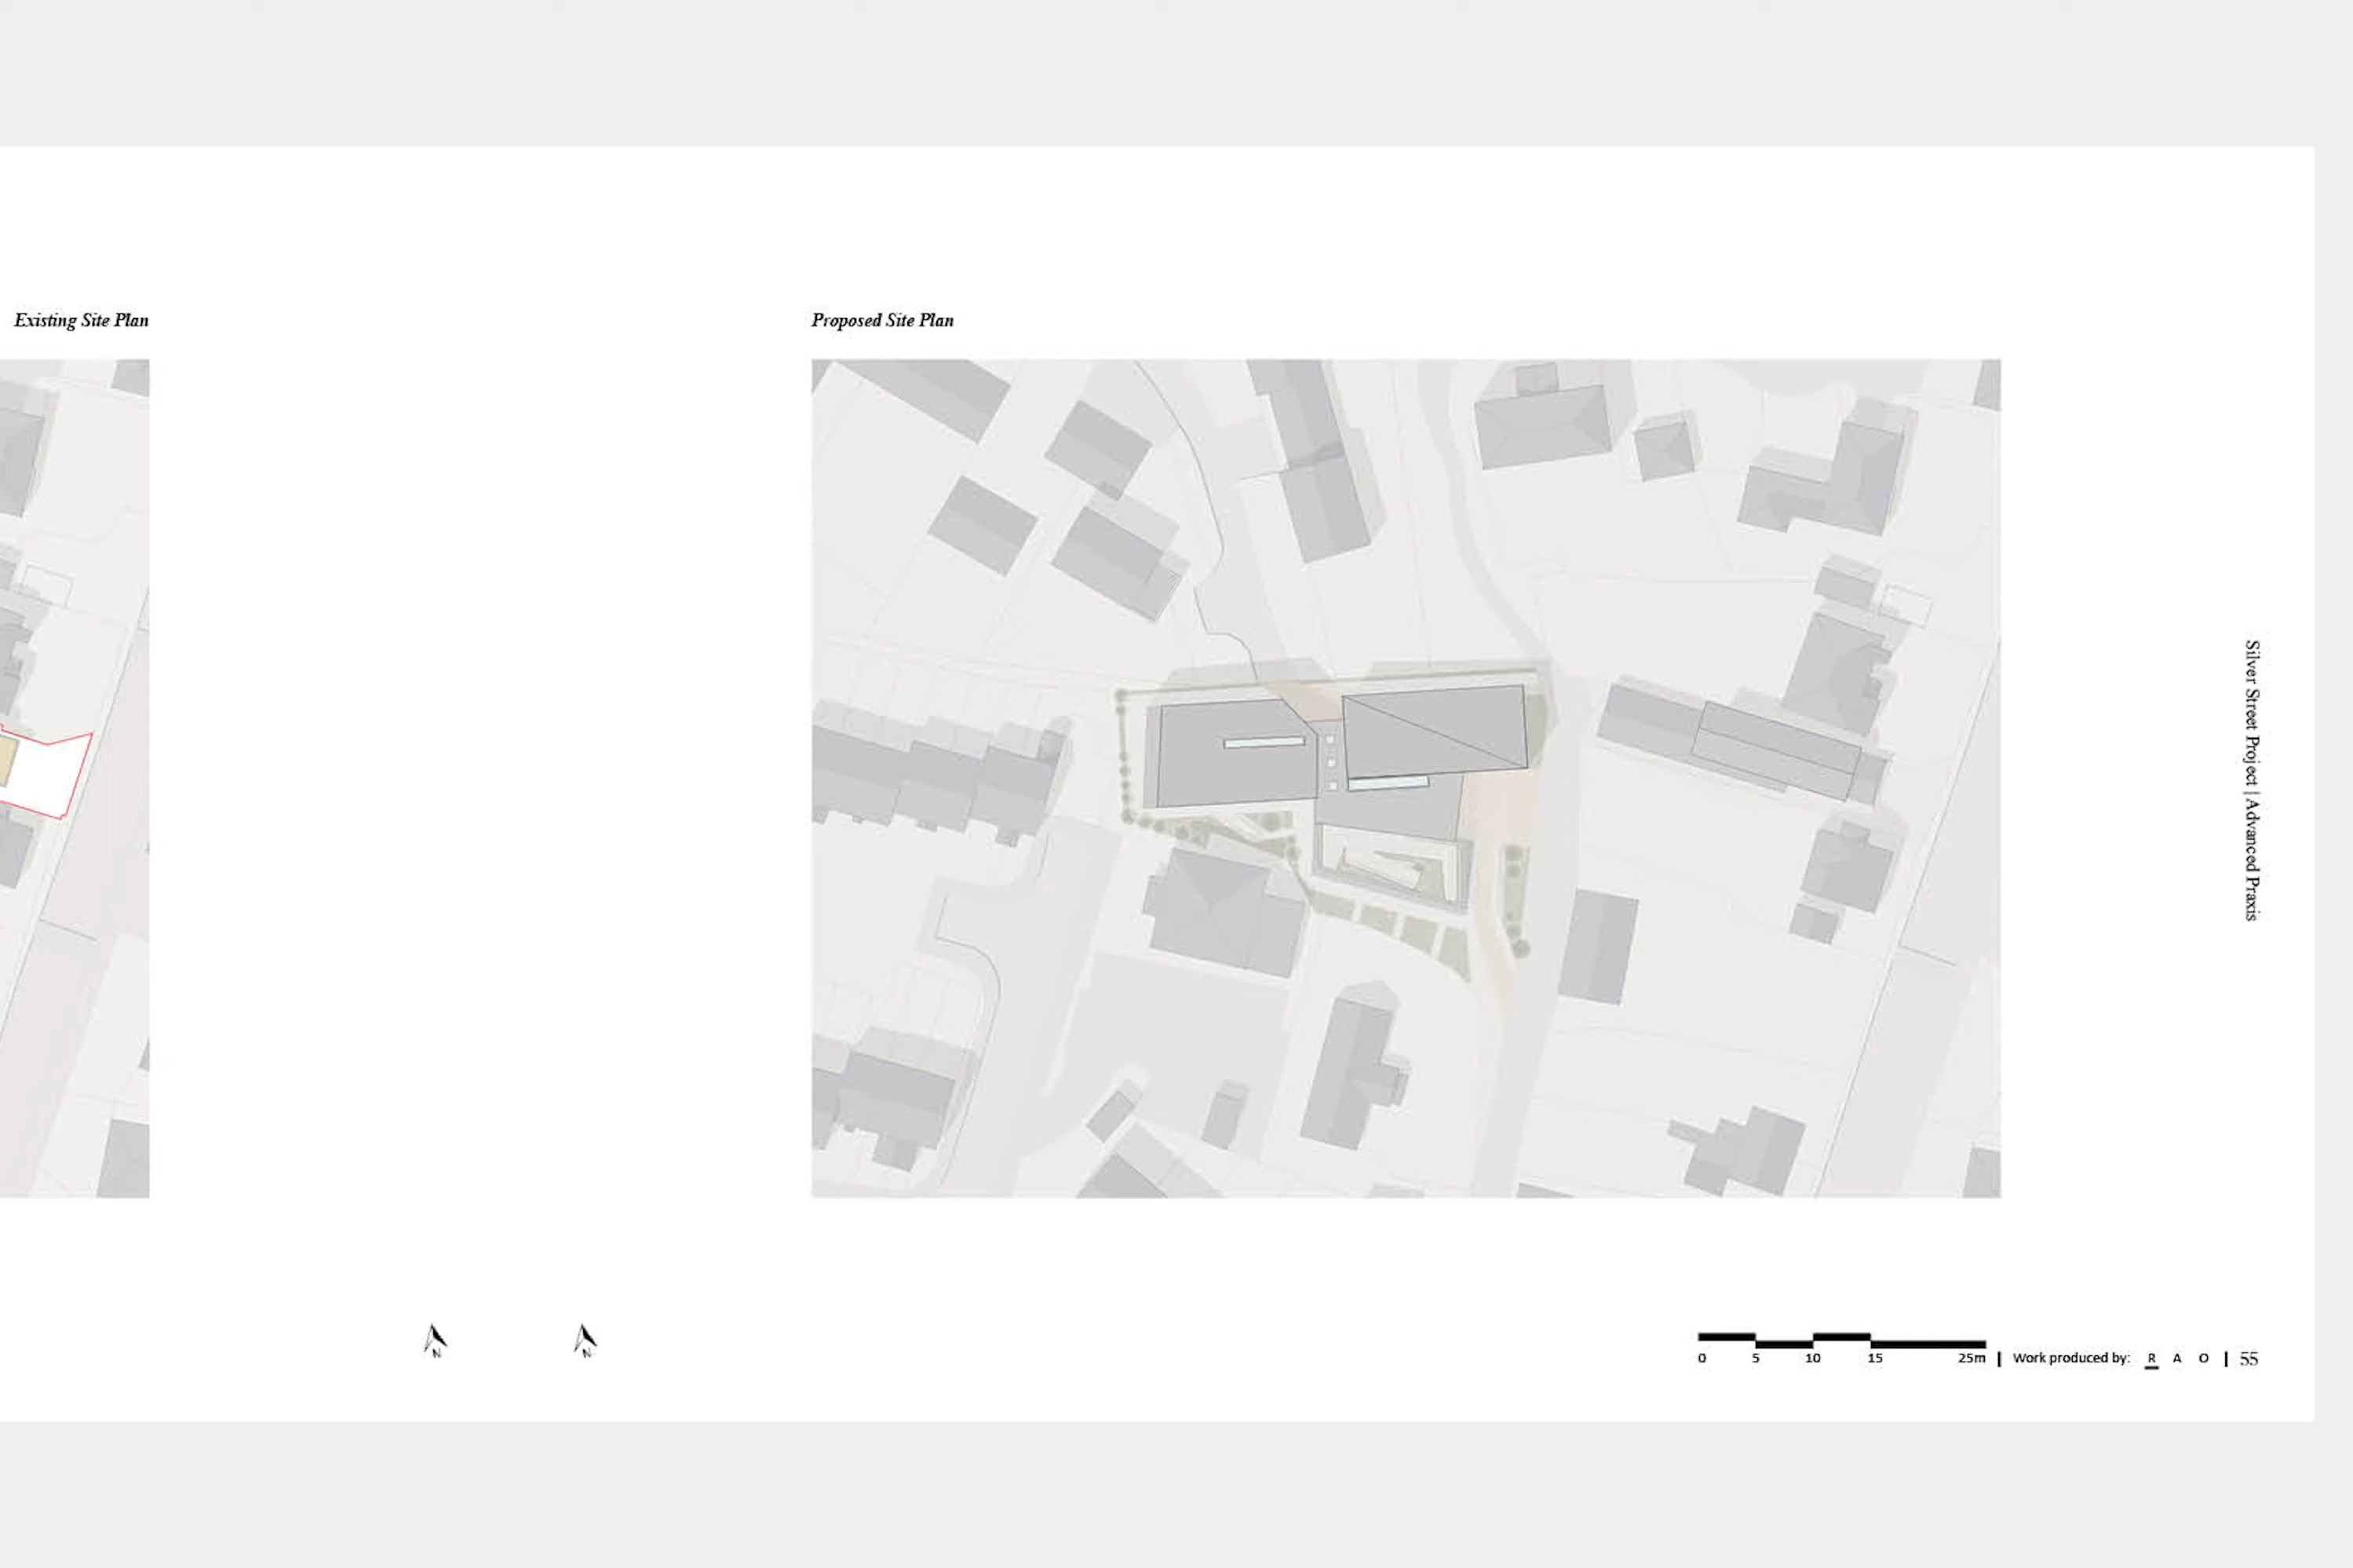 Existing Site Plan
Proposed Site Plan
Silver Street Project | Advanced Praxis
N
N
0 5 10 15 25m | Work produced by: R A O | 55